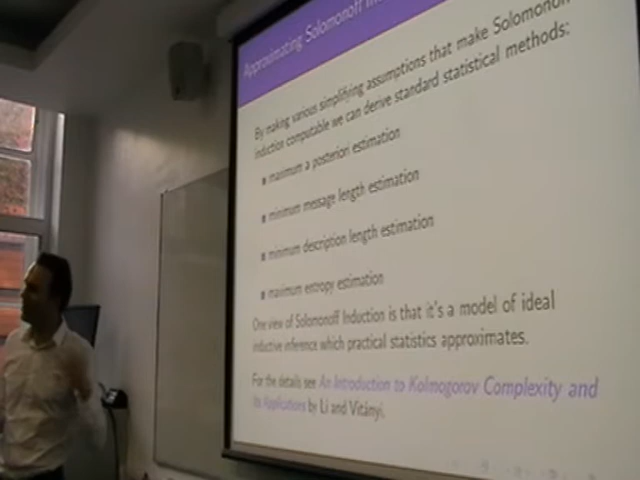 Approximating Solomonoff
By making various simplifying assumptions that make Solomonoff
induction computable we can derive standard statistical methods:
maximum a posteriori estimation
minimum message length estimation
minimum description length estimation
maximum entropy estimation
One view of Solomonoff Induction is that it's a model of ideal
inductive inference which practical statistics approximates.
For the details see An Introduction to Kolmogorov Complexity and
its Applications by Li and Vitányi.